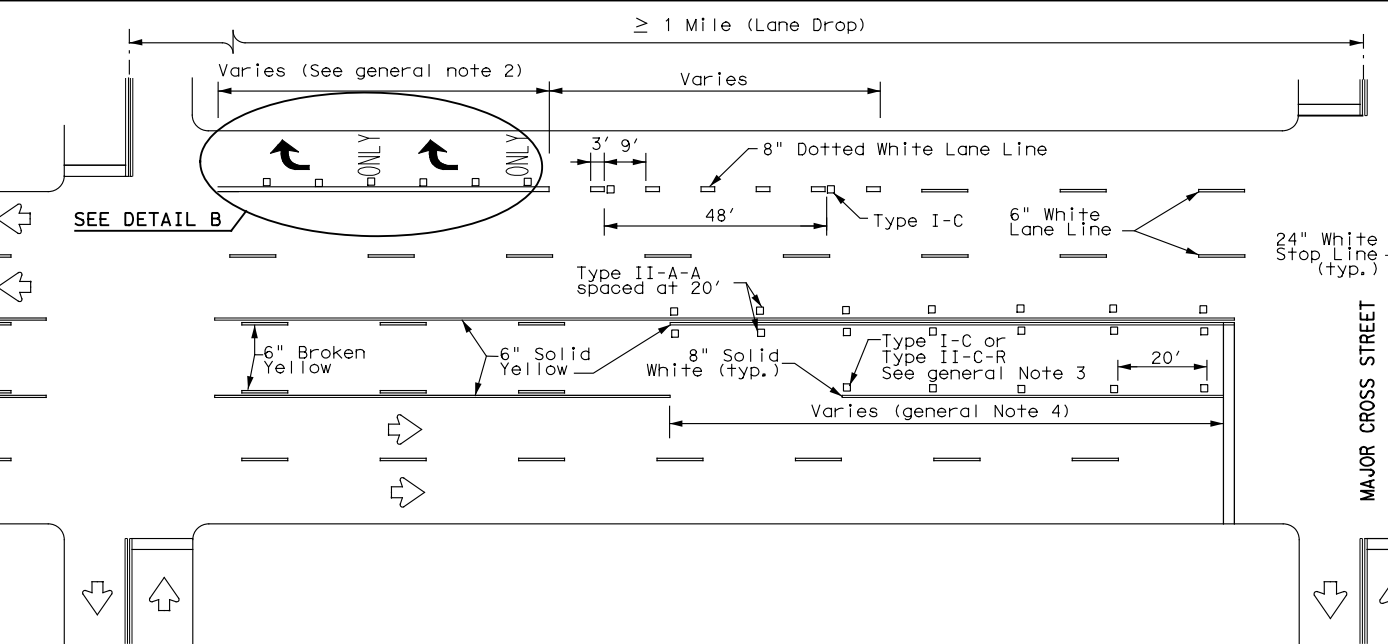 ≥ 1 Mile (Lane Drop)
Varies (See general note 2)
Varies
ONLY
ONLY
3′
9′
8" Dotted White Lane Line
SEE DETAIL B
48′
Type I-C
6" White
Lane Line
24" White
Stop Line
(typ.)
Type II-A-A
spaced at 20′
6" Broken
Yellow
6" Solid
Yellow
8" Solid
White (typ.)
Type I-C or
Type II-C-R
See general Note 3
20′
Varies (general Note 4)
MAJOR CROSS STREET